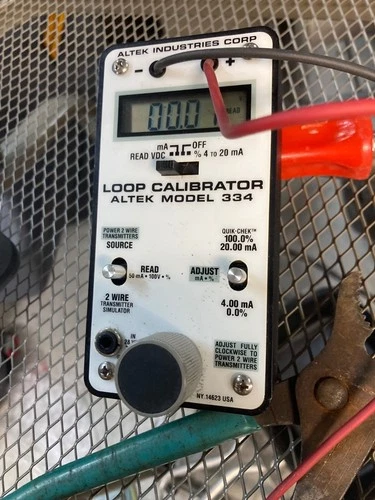 ALTEK INDUSTRIES CORP
- +
00.0 READ
mA OFF
READ VDC % 4 TO 20 mA
LOOP CALIBRATOR
ALTEK MODEL 334
POWER 2 WIRE
TRANSMITTERS
SOURCE
READ
50 mA • 100V • %
2 WIRE
TRANSMITTER
SIMULATOR
QUIK-CHEK™
100.0%
20.00 mA
ADJUST
mA • %
4.00 mA
0.0%
IN
ADJUST FULLY
CLOCKWISE TO
POWER 2 WIRE
TRANSMITTERS
NY.14623 USA